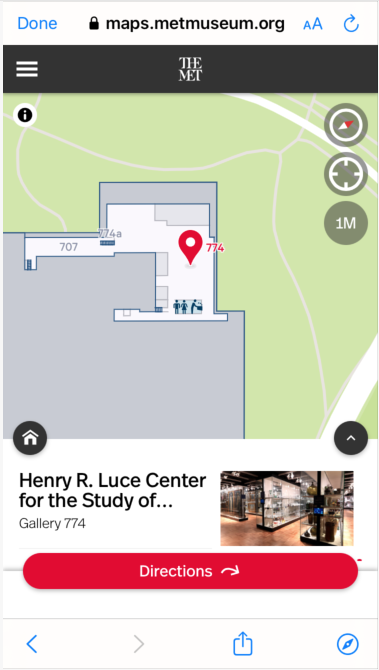 Done
maps.metmuseum.org
AA
THE
MET
1M
774a
707
774
Henry R. Luce Center
for the Study of...
Gallery 774
Directions